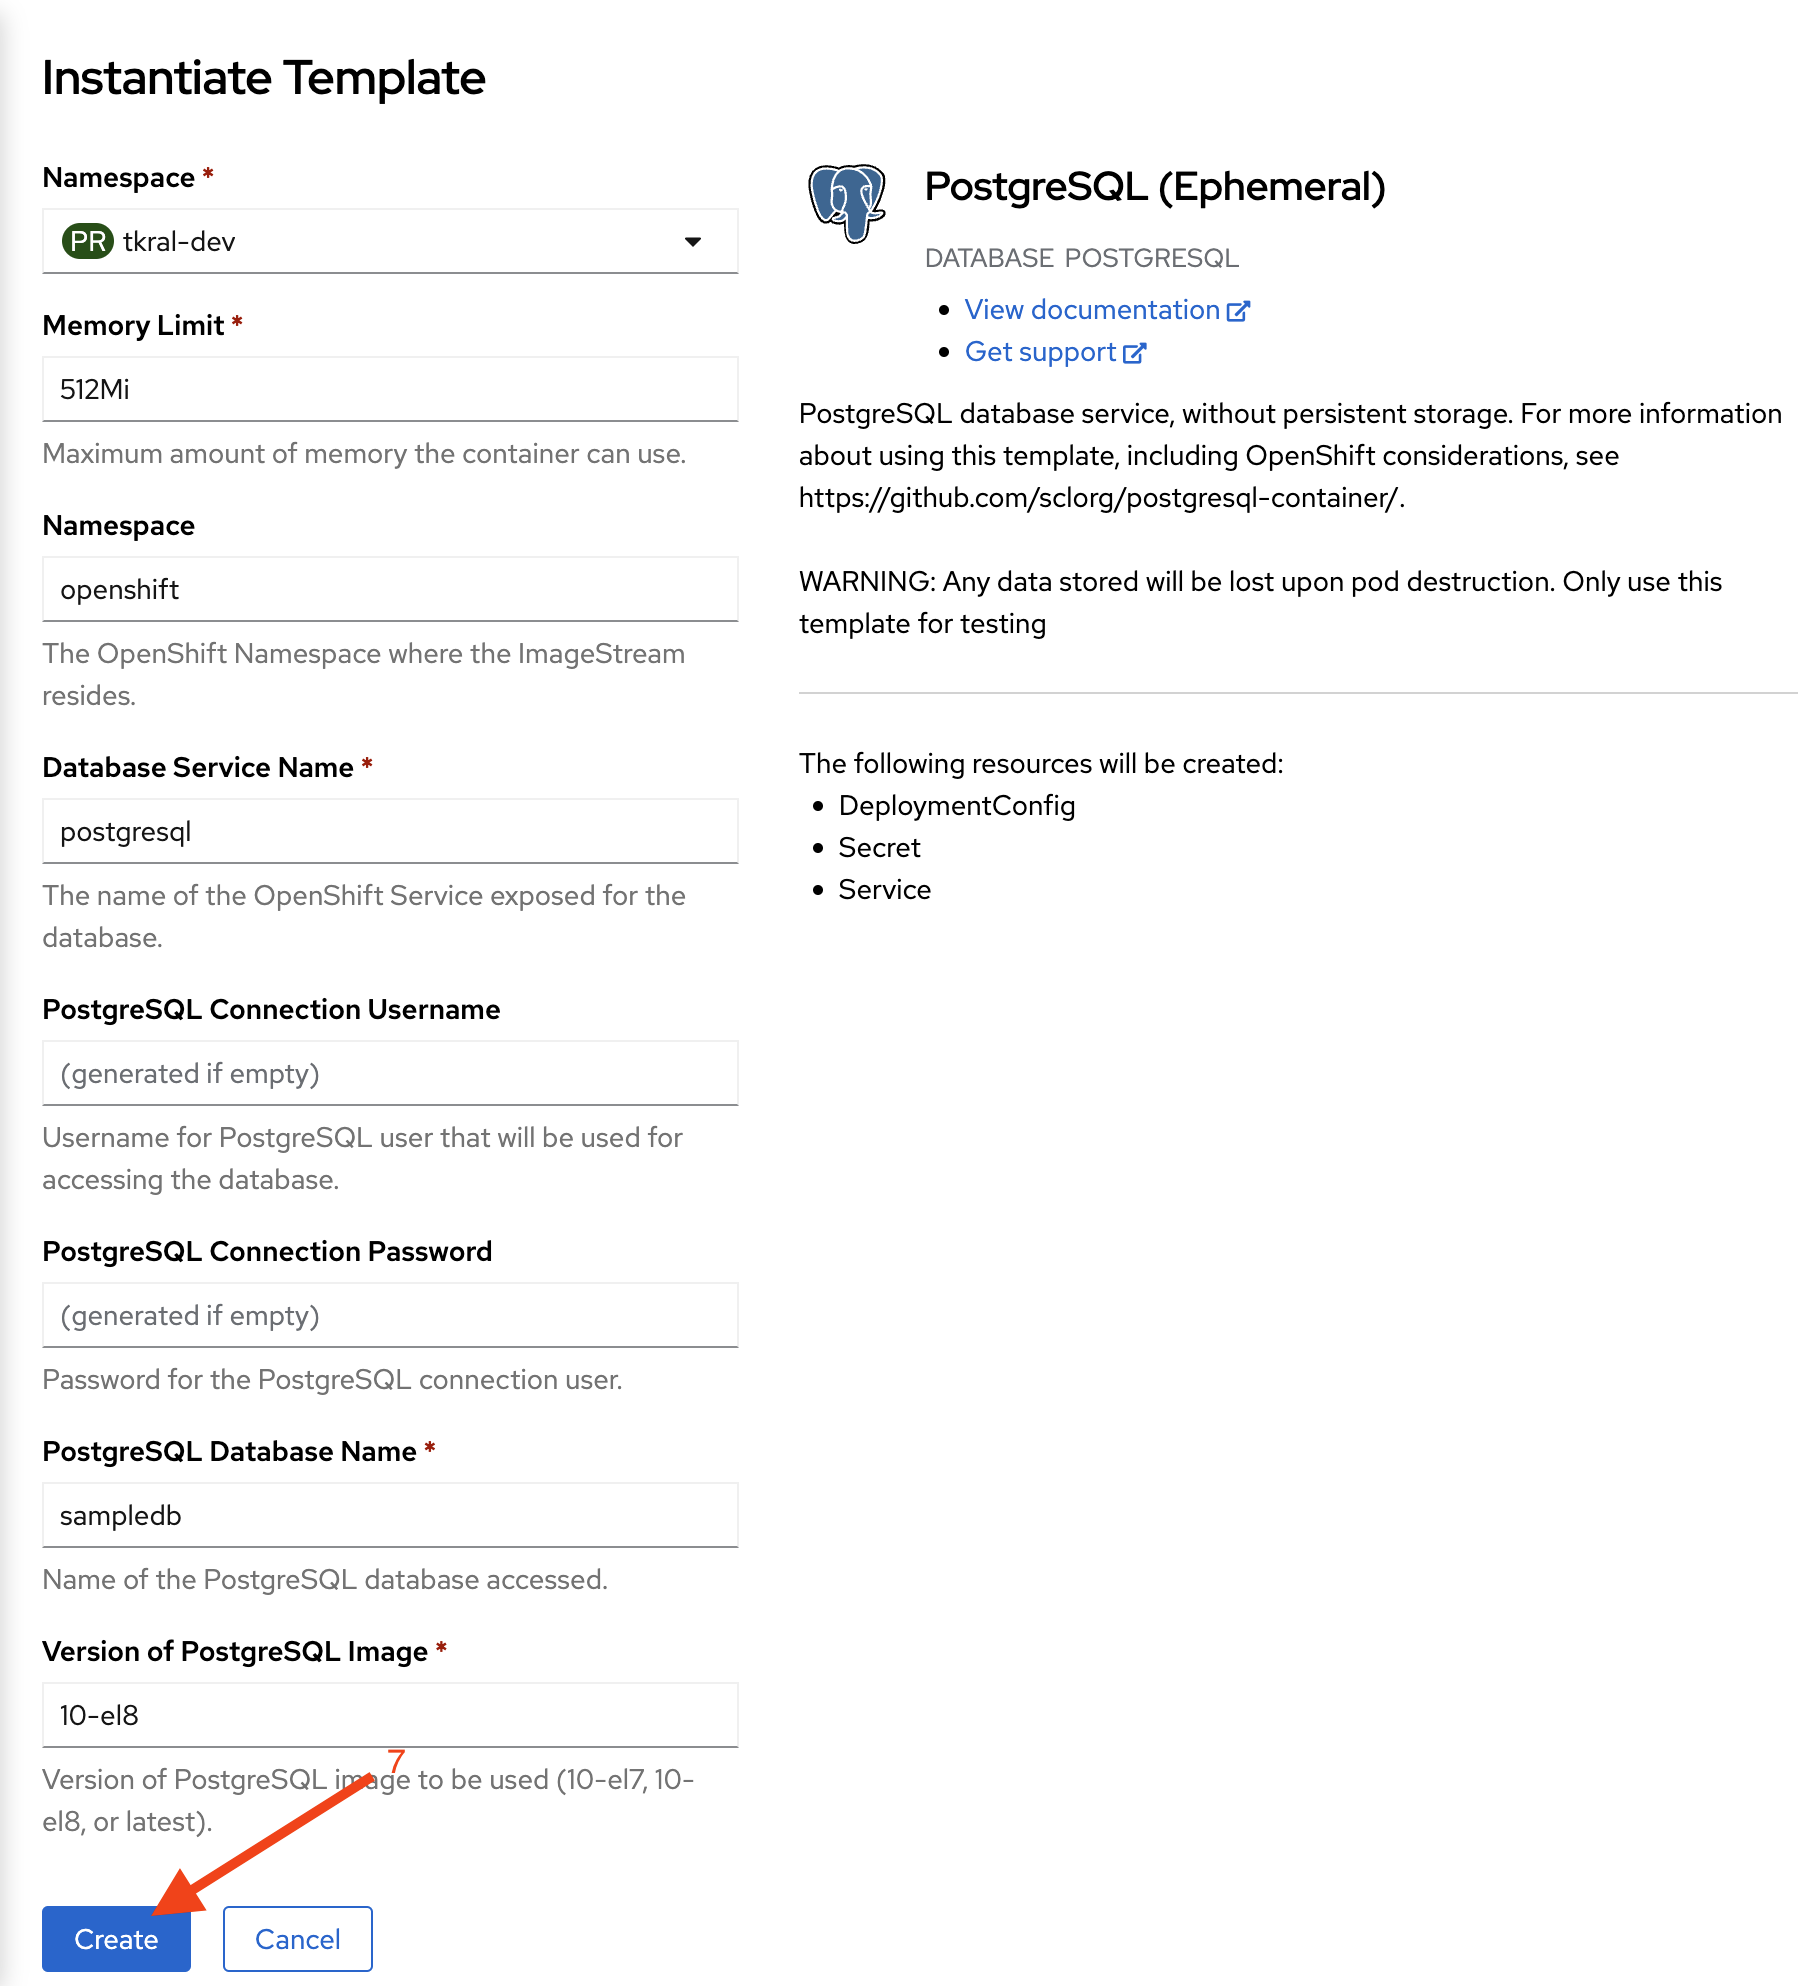 Instantiate Template
Namespace *
PR tkral-dev
Memory Limit *
512Mi
Maximum amount of memory the container can use.
Namespace
openshift
The OpenShift Namespace where the ImageStream
resides.
Database Service Name *
postgresql
The name of the OpenShift Service exposed for the
database.
PostgreSQL Connection Username
(generated if empty)
Username for PostgreSQL user that will be used for
accessing the database.
PostgreSQL Connection Password
(generated if empty)
Password for the PostgreSQL connection user.
PostgreSQL Database Name *
sampledb
Name of the PostgreSQL database accessed.
Version of PostgreSQL Image *
10-el8
7
Version of PostgreSQL image to be used (10-el7, 10-
el8, or latest).
Create
Cancel
PostgreSQL (Ephemeral)
DATABASE POSTGRESQL
View documentation
Get support
PostgreSQL database service, without persistent storage. For more information
about using this template, including OpenShift considerations, see
https://github.com/sclorg/postgresql-container/.
WARNING: Any data stored will be lost upon pod destruction. Only use this
template for testing
The following resources will be created:
DeploymentConfig
Secret
Service